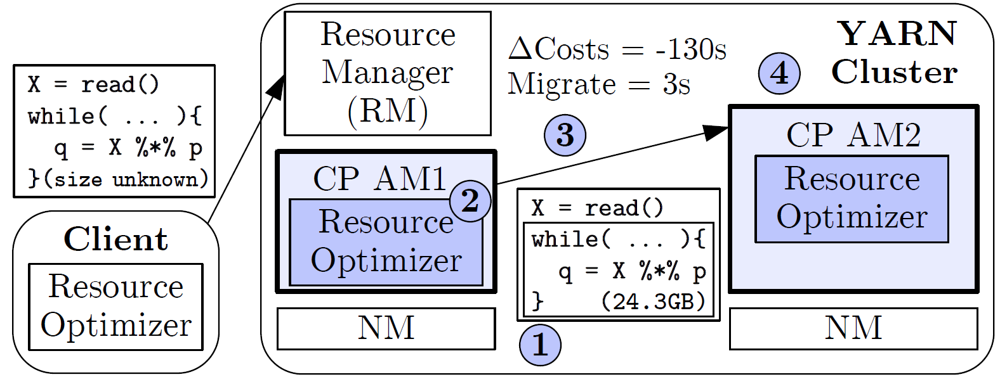 X = read()
while( ... ){
q = X %*% p
}(size unknown)
Client
Resource
Optimizer
Resource
Manager
(RM)
ΔCosts = -130s
Migrate = 3s
YARN
Cluster
4
3
CP AM1
2
Resource
Optimizer
NM
X = read()
while( ... ){
q = X %*% p
} (24.3GB)
1
CP AM2
Resource
Optimizer
NM